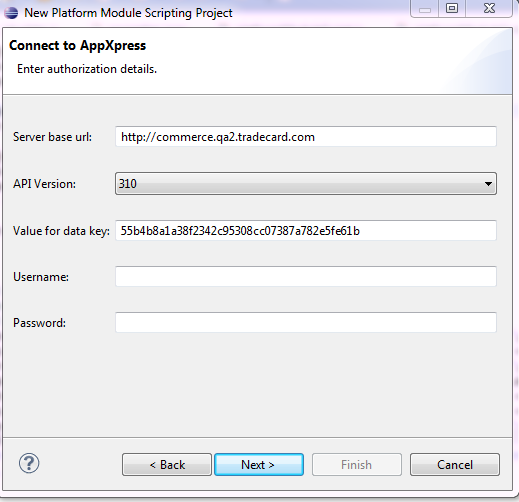 New Platform Module Scripting Project
Connect to AppXpress
Enter authorization details.
Server base url: http://commerce.qa2.tradecard.com
API Version: 310
Value for data key: 55b4b8a1a38f2342c95308cc07387a782e5fe61b
Username:
Password:
? < Back Next > Finish Cancel